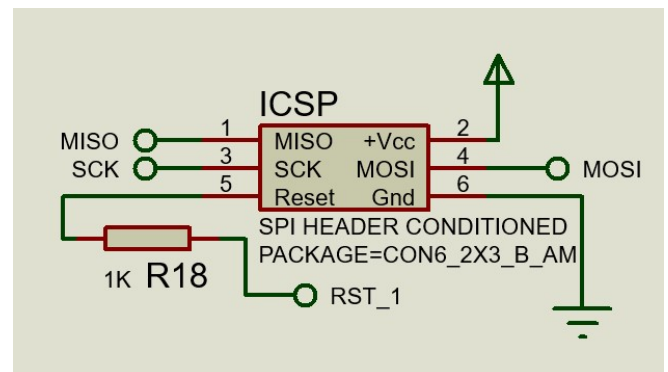 ICSP
MISO 1 MISO +Vcc 2
SCK 3 SCK MOSI 4 MOSI
5 Reset Gnd 6
SPI HEADER CONDITIONED
PACKAGE=CON6_2X3_B_AM
1K R18
RST_1